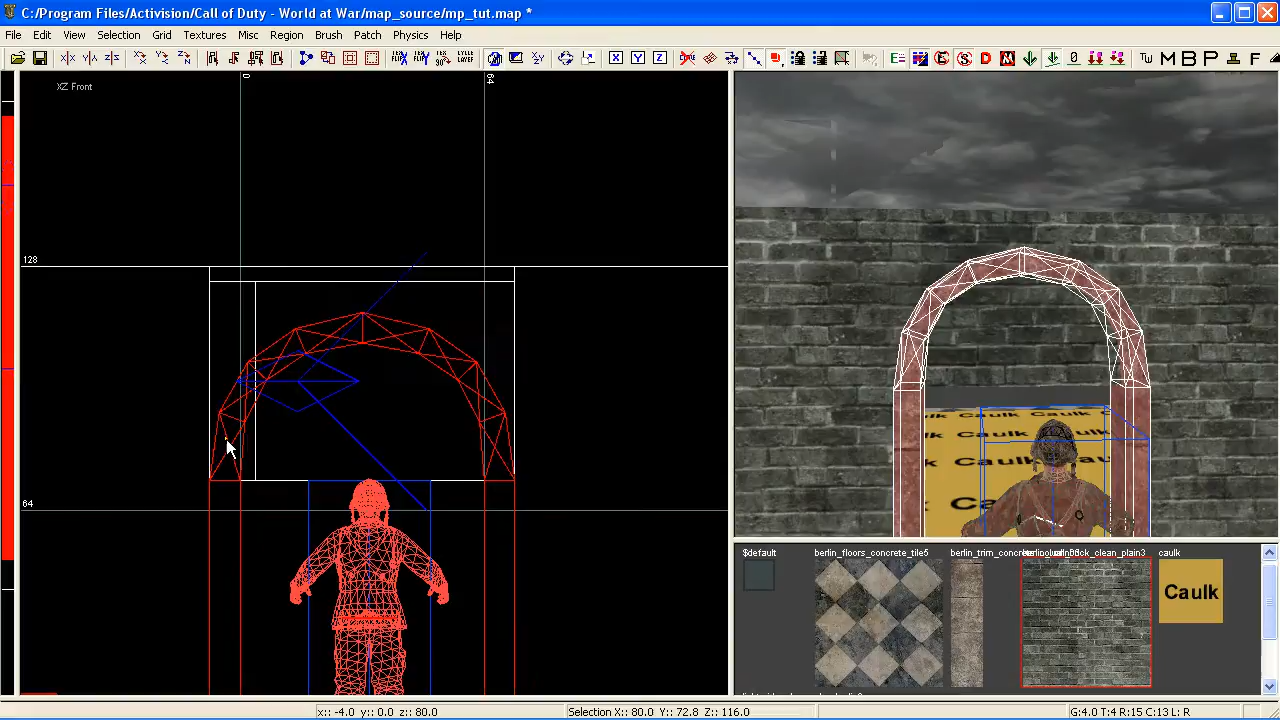 C:/Program Files/Activision/Call of Duty - World at War/map_source/mp_tut.map *
File Edit View Selection Grid Textures Misc Region Brush Patch Physics Help
M B P F
XZ Front
0
64
128
64
Caulk Caulk
Caulk Caulk
$default
berlin_floors_concrete_tile5
caulk
Caulk
x:: -4.0 y:: 0.0 z:: 80.0
Selection X:: 80.0 Y:: 72.8 Z:: 116.0
G:4.0 T:4 R:15 C:13 L: R